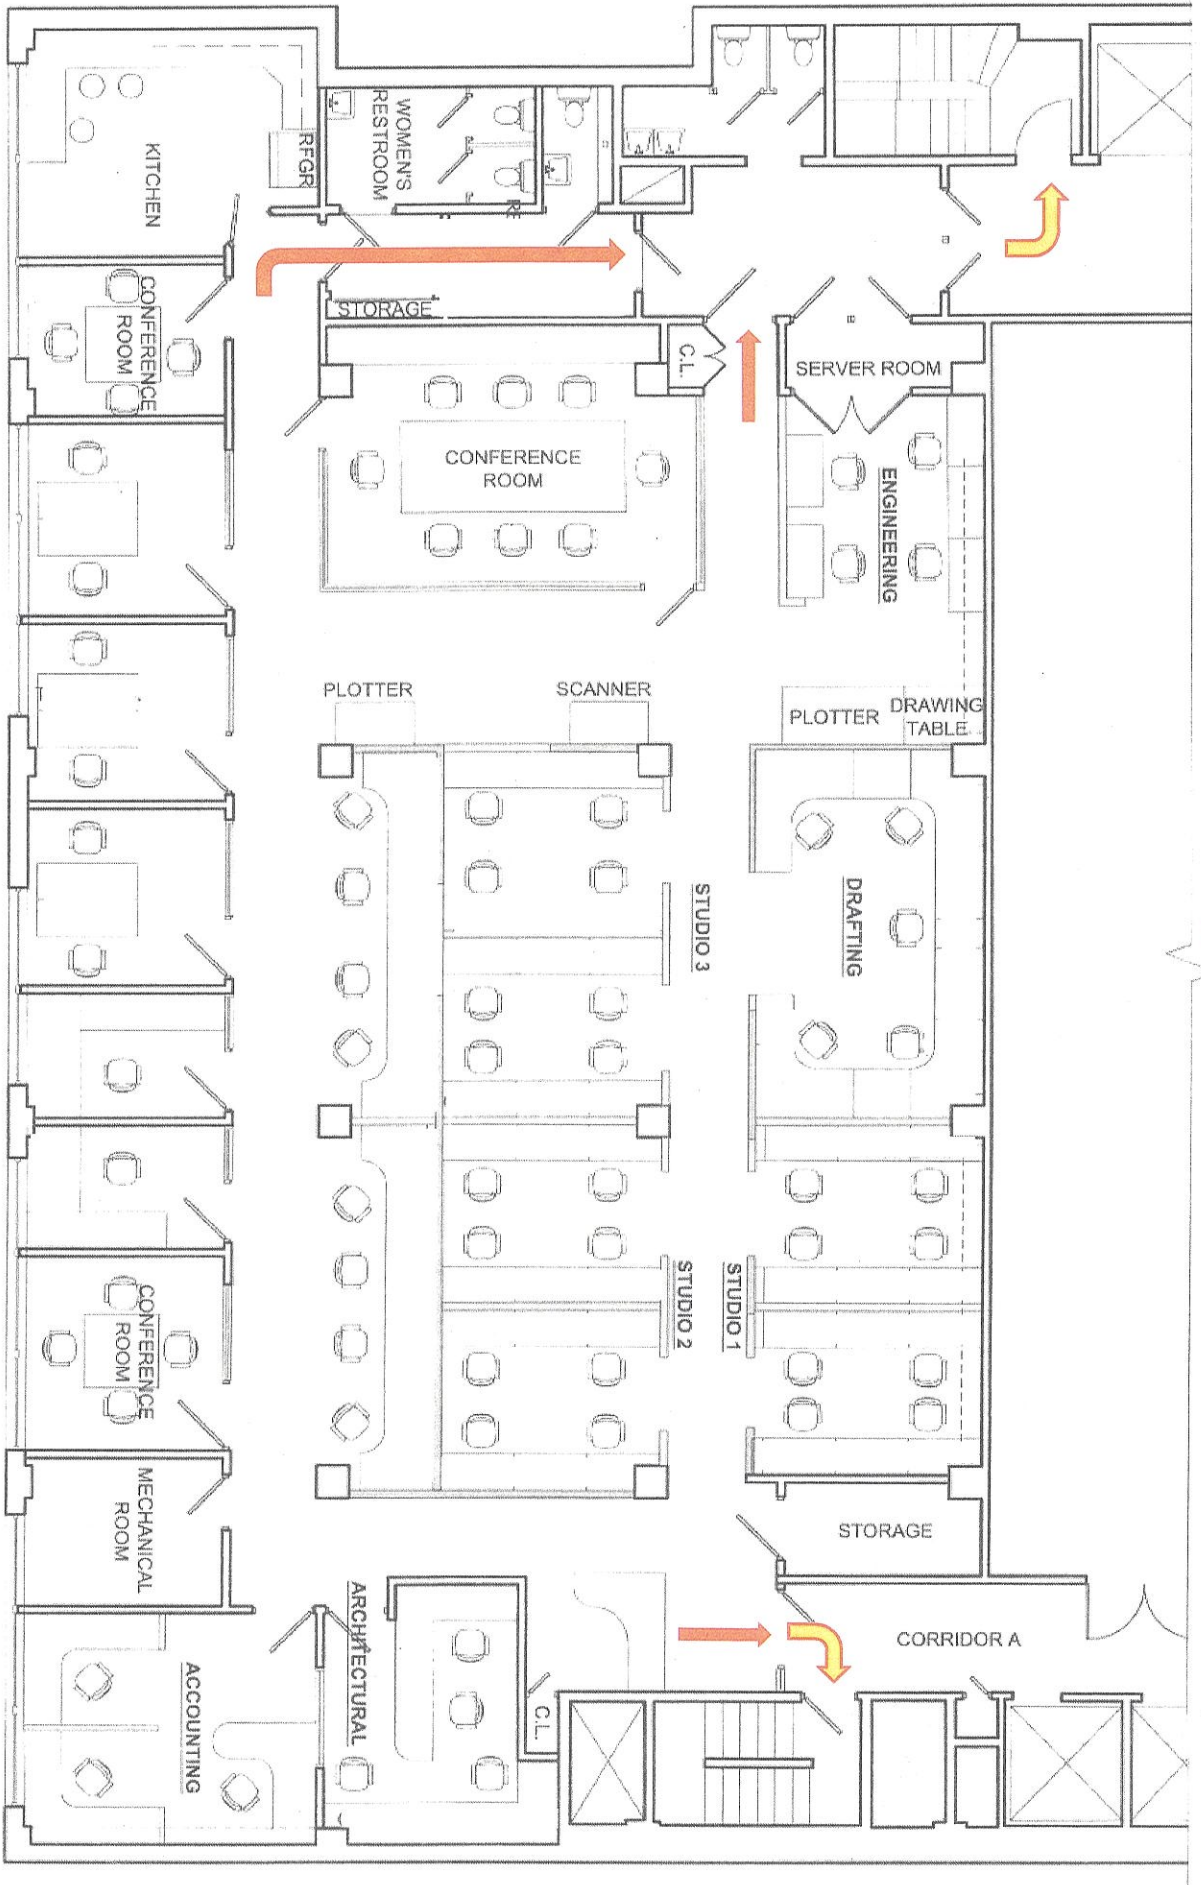 KITCHEN
RFGR
WOMEN'S
RESTROOM
CONFERENCE
ROOM
STORAGE
C.L.
SERVER ROOM
CONFERENCE
ROOM
ENGINEERING
PLOTTER
SCANNER
PLOTTER
DRAWING
TABLE
STUDIO 3
DRAFTING
STUDIO 2
STUDIO 1
CONFERENCE
ROOM
MECHANICAL
ROOM
STORAGE
ARCHITECTURAL
CORRIDOR A
ACCOUNTING
C.L.